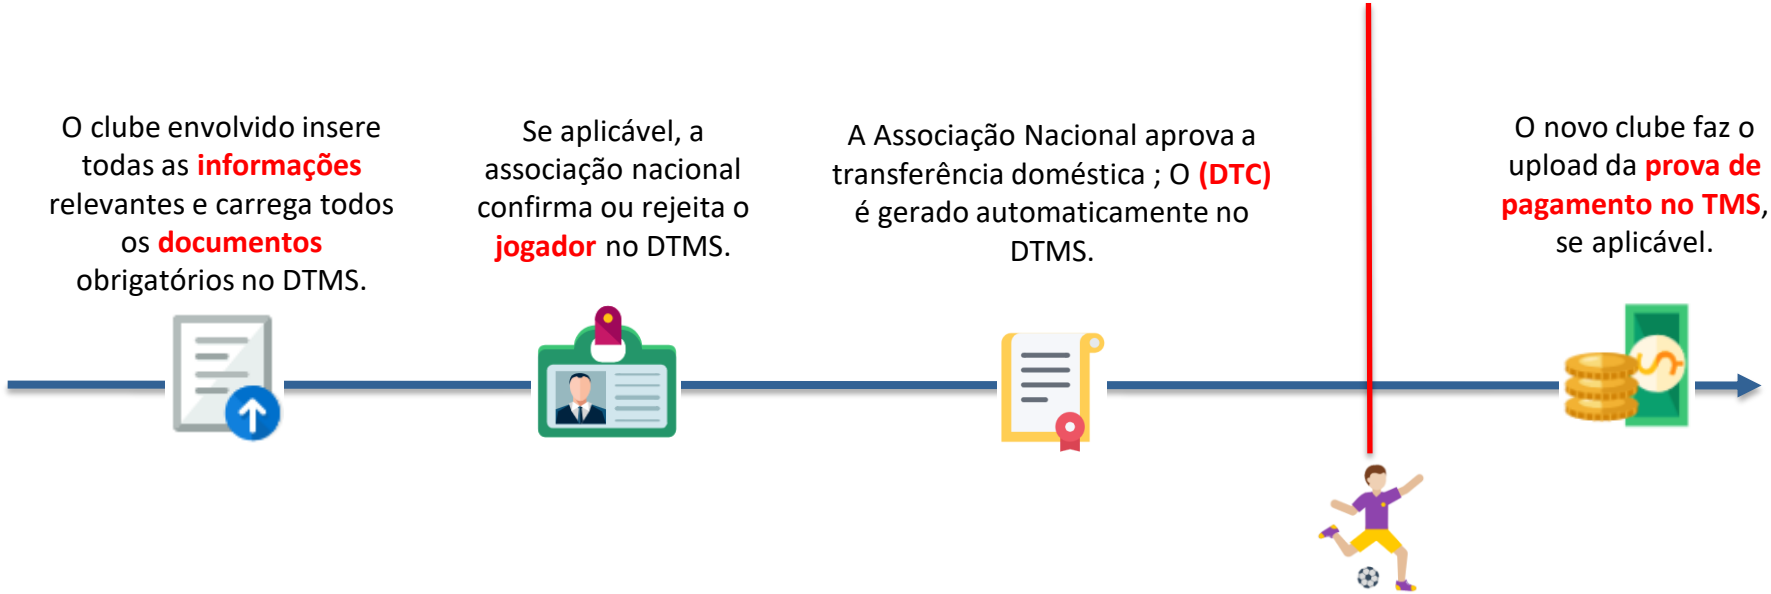 O clube envolvido insere
todas as informações
relevantes e carrega todos
os documentos
obrigatórios no DTMS.
Se aplicável, a
associação nacional
confirma ou rejeita o
jogador no DTMS.
A Associação Nacional aprova a
transferência doméstica ; O (DTC)
é gerado automaticamente no
DTMS.
O novo clube faz o
upload da prova de
pagamento no TMS,
se aplicável.